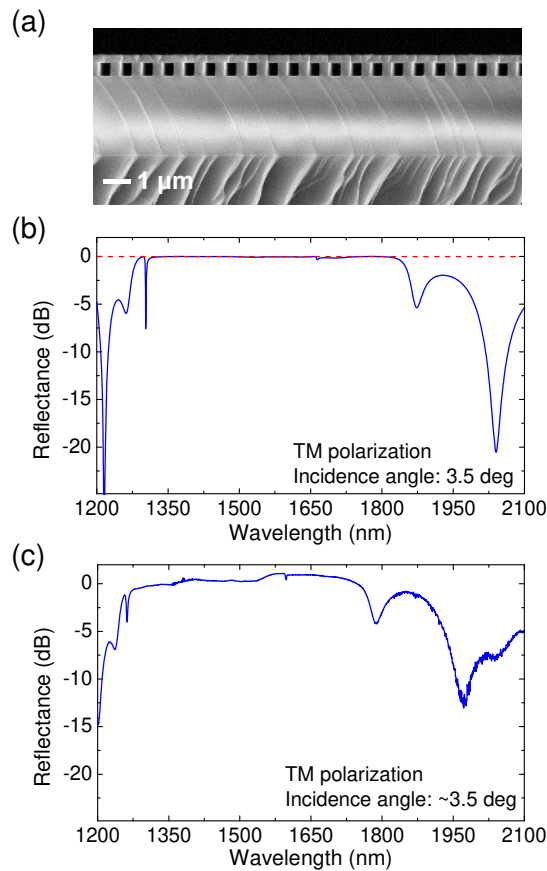 (a)
1 μm
(b)
0
-5
-10
-15
-20
Reflectance (dB)
TM polarization
Incidence angle: 3.5 deg
1200 1350 1500 1650 1800 1950 2100
Wavelength (nm)
(c)
0
-5
-10
-15
-20
Reflectance (dB)
TM polarization
Incidence angle: ~3.5 deg
1200 1350 1500 1650 1800 1950 2100
Wavelength (nm)